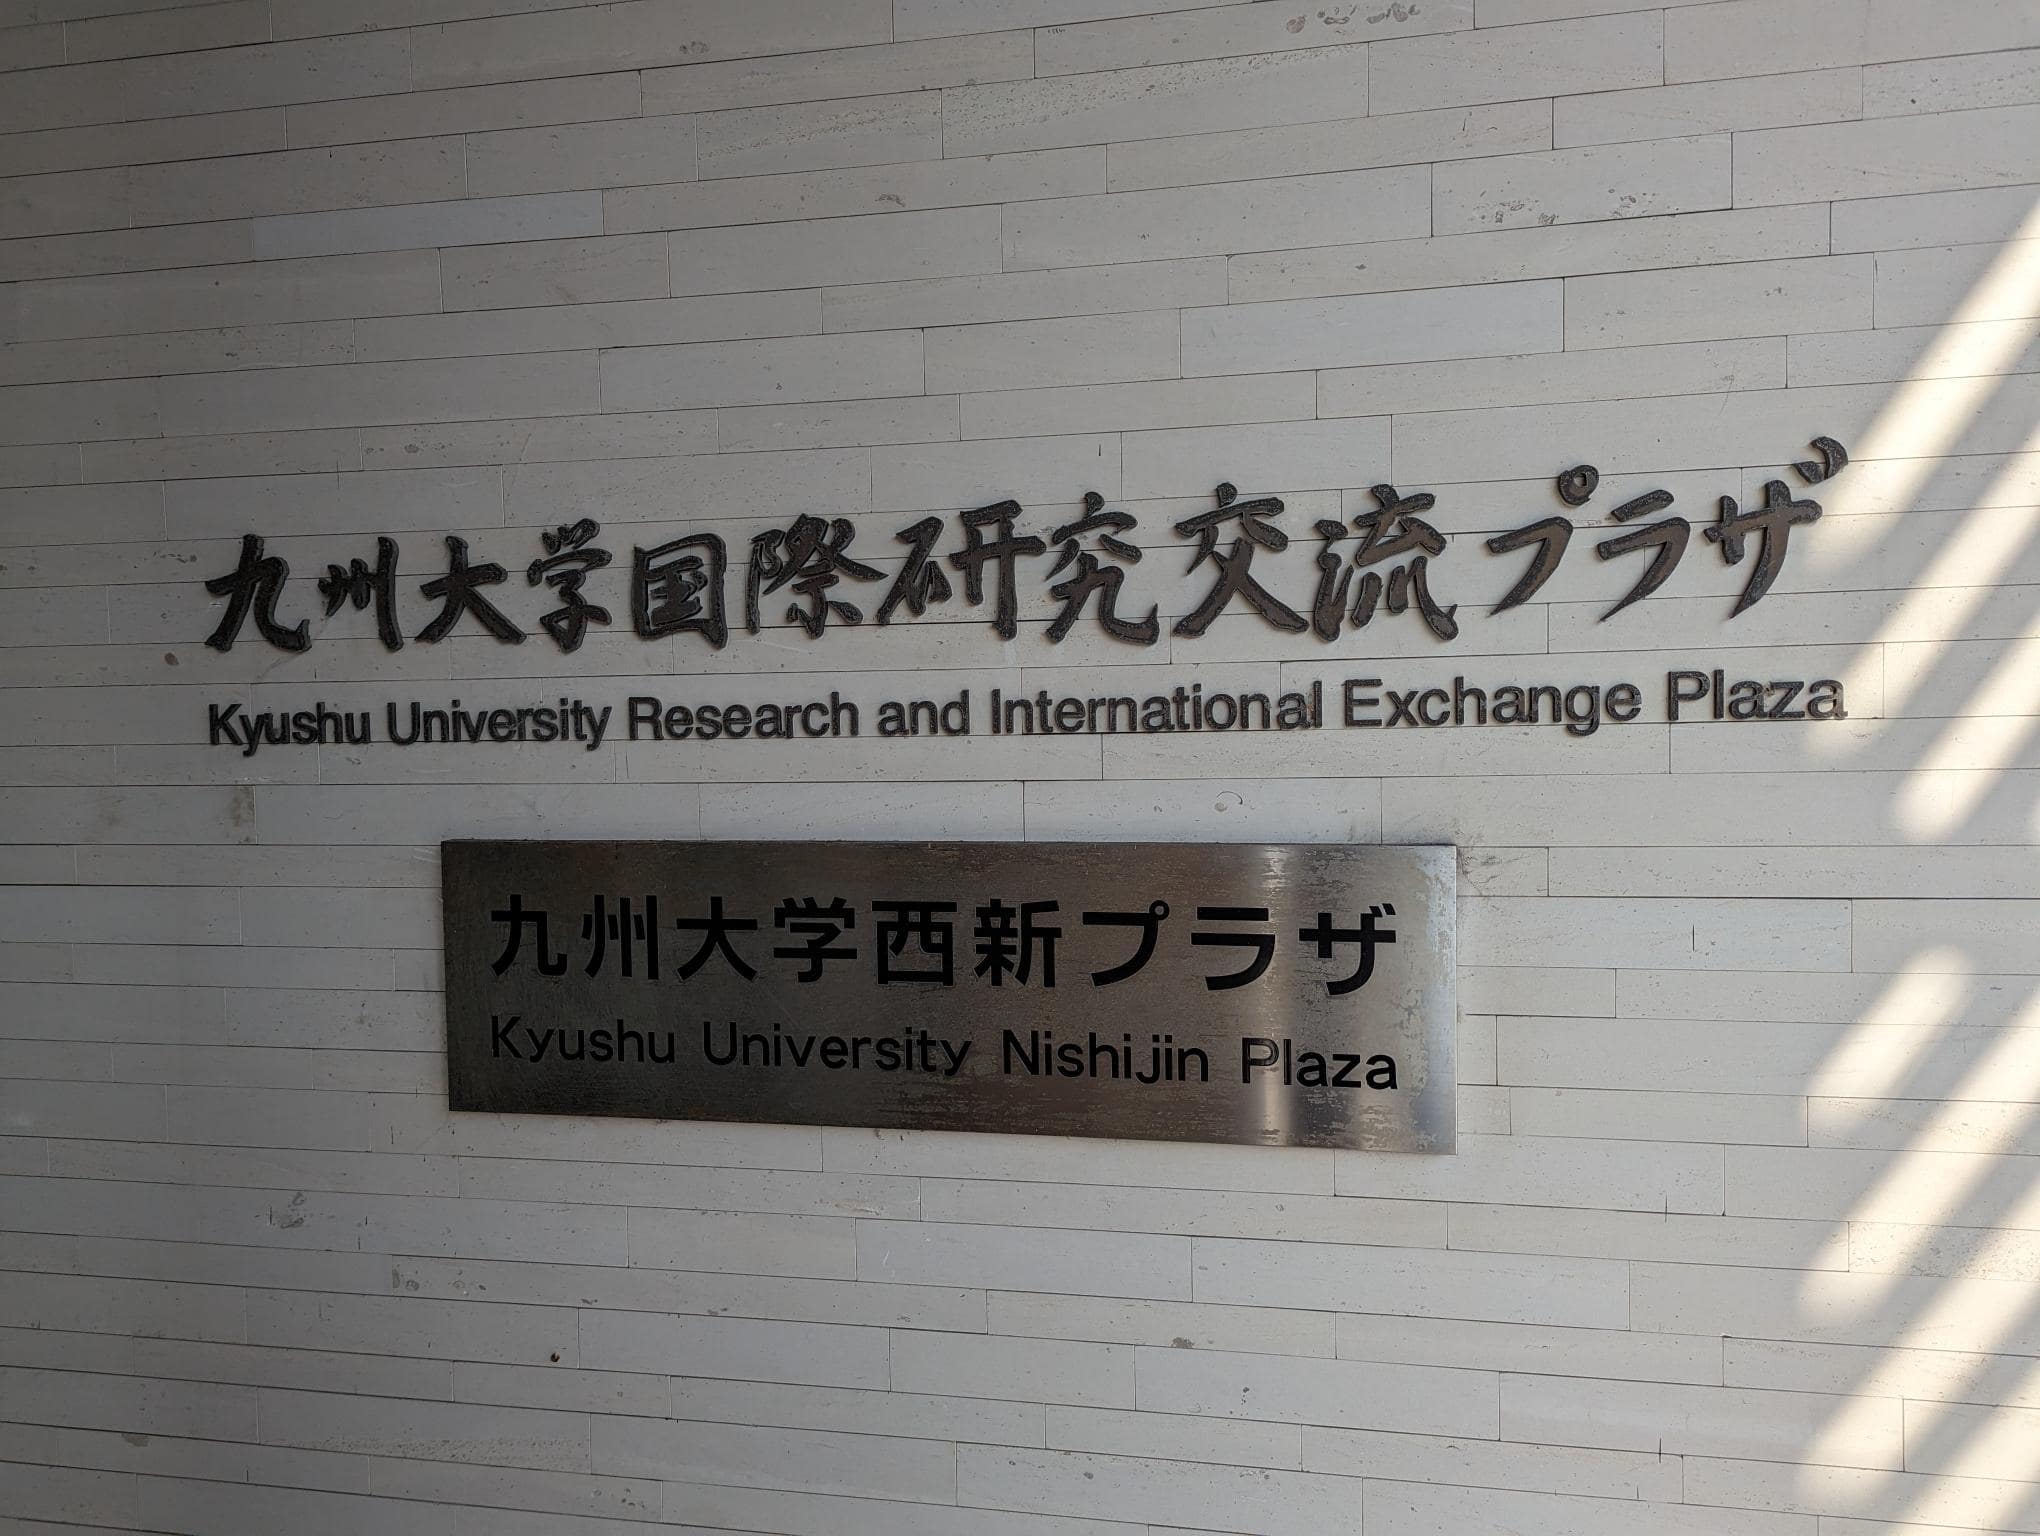 九州大学国際研究交流プラザ
Kyushu University Research and International Exchange Plaza
九州大学西新プラザ
Kyushu University Nishijin Plaza